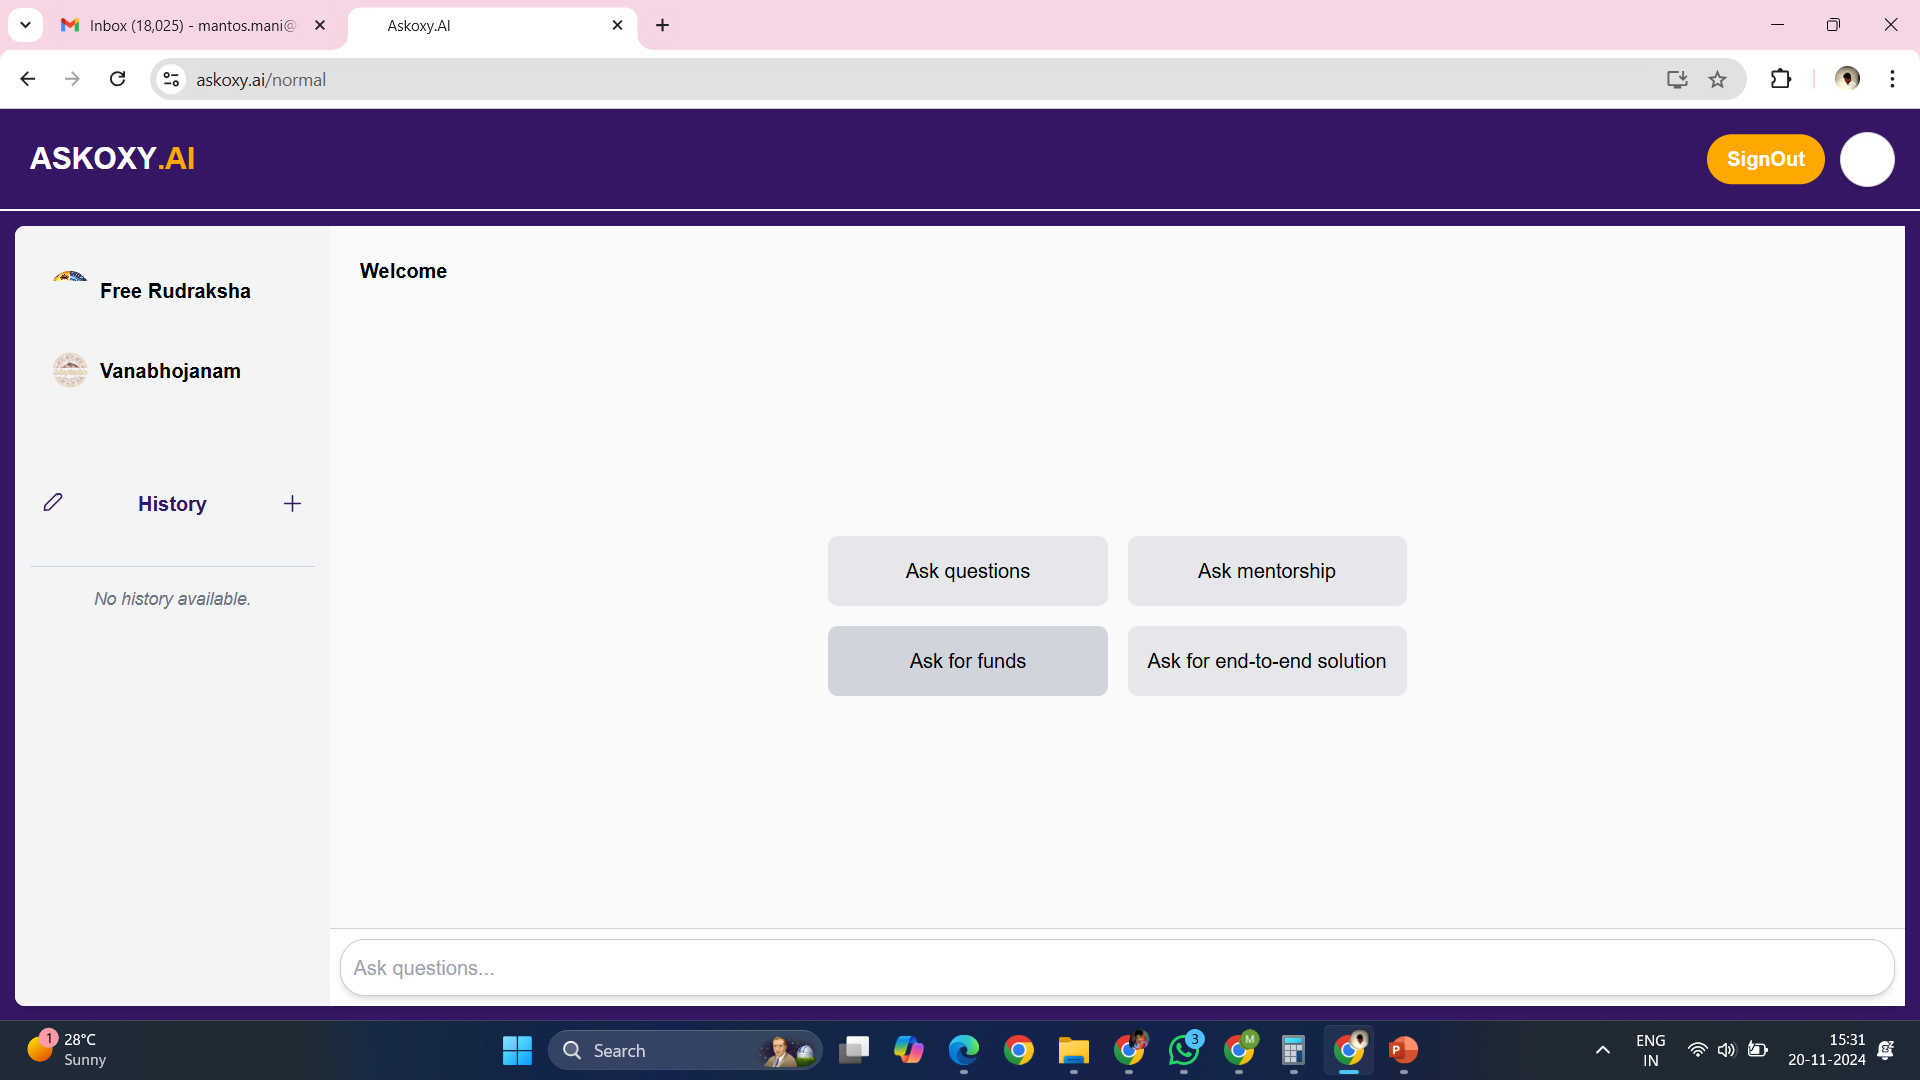 Inbox (18,025) - mantos.mani@
Askoxy.AI
askoxy.ai/normal
ASKOXY.AI
SignOut
Free Rudraksha
Vanabhojanam
History
No history available.
Welcome
Ask questions
Ask mentorship
Ask for funds
Ask for end-to-end solution
Ask questions...
1
28°C
Sunny
Search
3
M
P
ENG
IN
15:31
20-11-2024